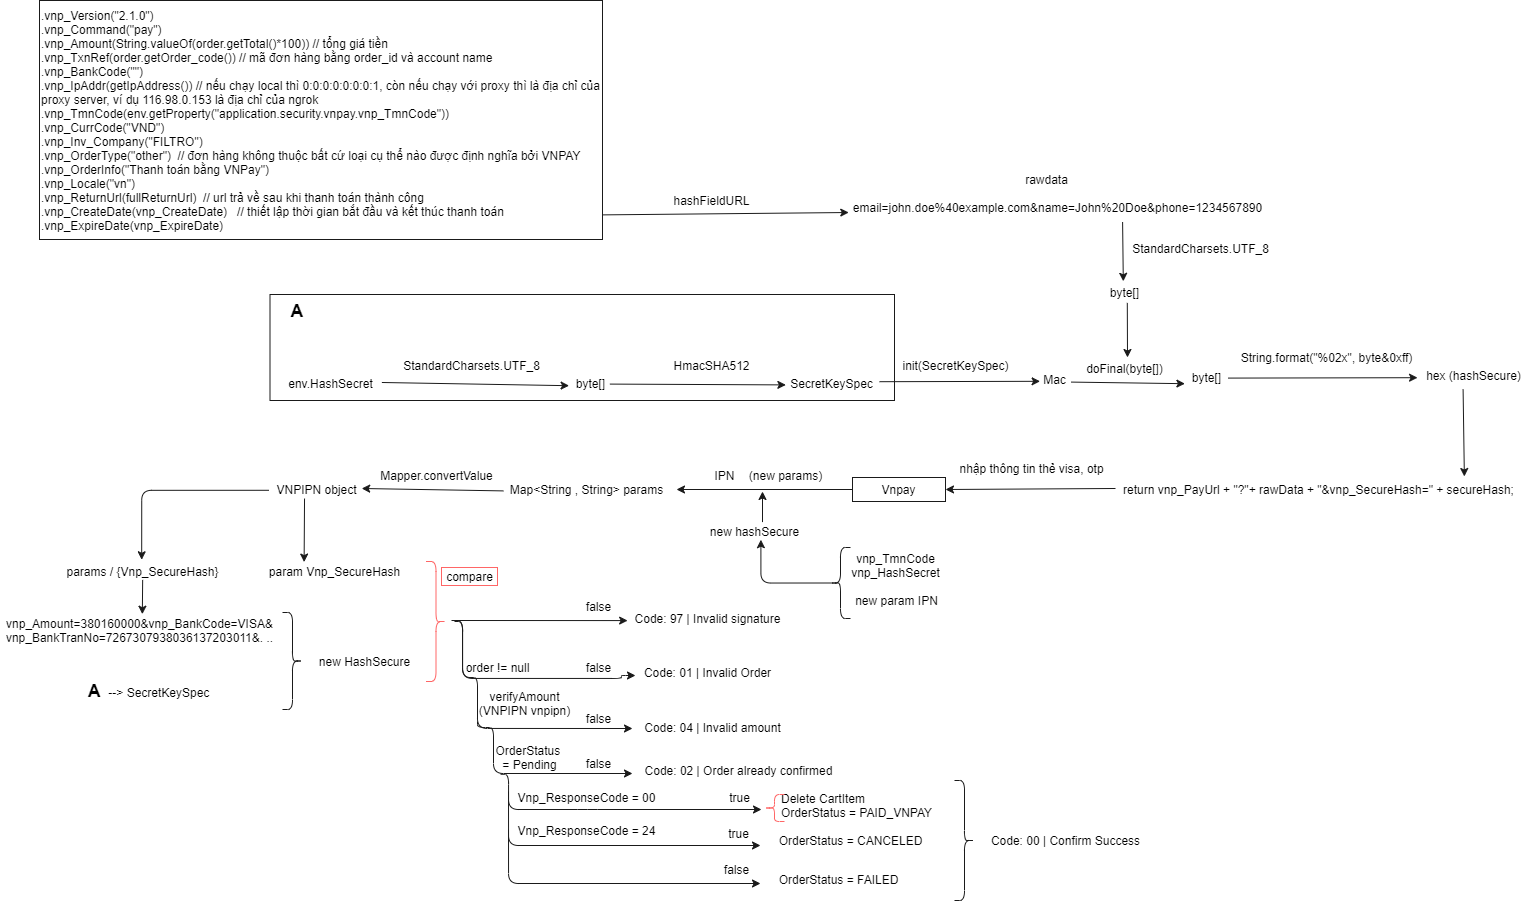 .vnp_Version("2.1.0")
.vnp_Command("pay")
.vnp_Amount(String.valueOf(order.getTotal()*100)) // tổng giá tiền
.vnp_TxnRef(order.getOrder_code()) // mã đơn hàng bằng order_id và account name
.vnp_BankCode("")
.vnp_IpAddr(getIpAddress()) // nếu chạy local thì 0:0:0:0:0:0:0:1, còn nếu chạy với proxy thì là địa chỉ của
proxy server, ví dụ 116.98.0.153 là địa chỉ của ngrok
.vnp_TmnCode(env.getProperty("application.security.vnpay.vnp_TmnCode"))
.vnp_CurrCode("VND")
.vnp_Inv_Company("FILTRO")
.vnp_OrderType("other") // đơn hàng không thuộc bất cứ loại cụ thể nào được định nghĩa bởi VNPAY
.vnp_OrderInfo("Thanh toán bằng VNPay")
.vnp_Locale("vn")
.vnp_ReturnUrl(fullReturnUrl) // url trả về sau khi thanh toán thành công
.vnp_CreateDate(vnp_CreateDate) // thiết lập thời gian bắt đầu và kết thúc thanh toán
.vnp_ExpireDate(vnp_ExpireDate)
hashFieldURL
rawdata
email=john.doe%40example.com&name=John%20Doe&phone=1234567890
StandardCharsets.UTF_8
byte[]
A
env.HashSecret
StandardCharsets.UTF_8
byte[]
HmacSHA512
SecretKeySpec
init(SecretKeySpec)
Mac
doFinal(byte[])
byte[]
String.format("%02x", byte&0xff)
hex (hashSecure)
return vnp_PayUrl + "?"+ rawData + "&vnp_SecureHash=" + secureHash;
nhập thông tin thẻ visa, otp
Vnpay
IPN (new params)
new hashSecure
vnp_TmnCode
vnp_HashSecret
new param IPN
Map<String , String> params
Mapper.convertValue
VNPIPN object
params / {Vnp_SecureHash}
param Vnp_SecureHash
vnp_Amount=380160000&vnp_BankCode=VISA&
vnp_BankTranNo=7267307938036137203011&. ..
A --> SecretKeySpec
new HashSecure
compare
false
Code: 97 | Invalid signature
order != null
false
Code: 01 | Invalid Order
verifyAmount
(VNPIPN vnpipn)
false
Code: 04 | Invalid amount
OrderStatus
= Pending
false
Code: 02 | Order already confirmed
Vnp_ResponseCode = 00
true
Delete CartItem
OrderStatus = PAID_VNPAY
Vnp_ResponseCode = 24
true
OrderStatus = CANCELED
false
OrderStatus = FAILED
Code: 00 | Confirm Success